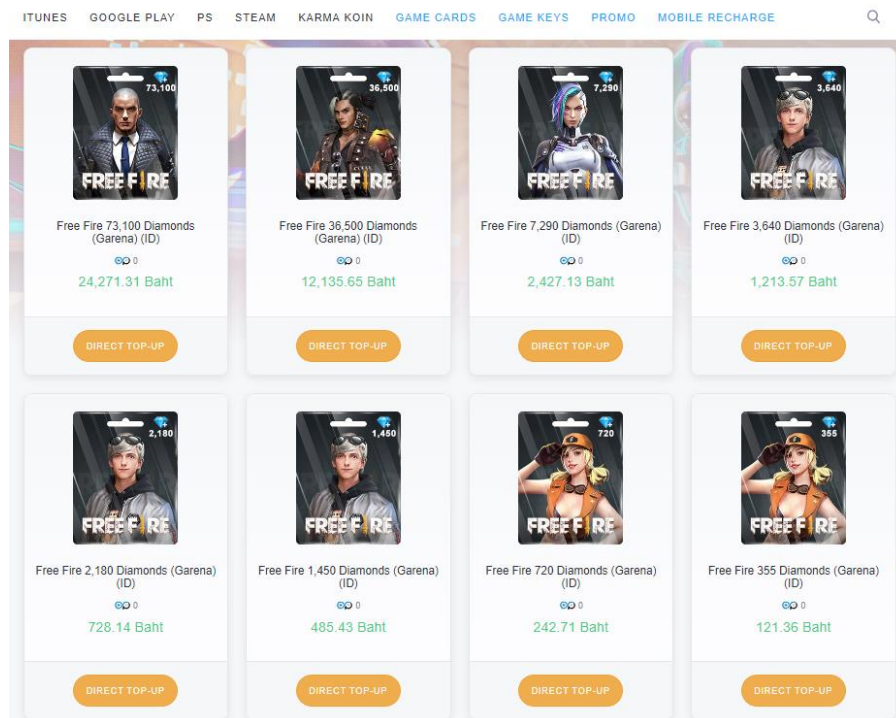 ITUNES GOOGLE PLAY PS STEAM KARMA KOIN GAME CARDS GAME KEYS PROMO MOBILE RECHARGE
73,100
FREE FIRE
Free Fire 73,100 Diamonds
(Garena) (ID)
0
24,271.31 Baht
DIRECT TOP-UP
36,500
FREE FIRE
Free Fire 36,500 Diamonds
(Garena) (ID)
0
12,135.65 Baht
DIRECT TOP-UP
7,290
FREE FIRE
Free Fire 7,290 Diamonds (Garena)
(ID)
0
2,427.13 Baht
DIRECT TOP-UP
3,640
FREE FIRE
Free Fire 3,640 Diamonds (Garena)
(ID)
0
1,213.57 Baht
DIRECT TOP-UP
2,180
FREE FIRE
Free Fire 2,180 Diamonds (Garena)
(ID)
0
728.14 Baht
DIRECT TOP-UP
1,450
FREE FIRE
Free Fire 1,450 Diamonds (Garena)
(ID)
0
485.43 Baht
DIRECT TOP-UP
720
FREE FIRE
Free Fire 720 Diamonds (Garena)
(ID)
0
242.71 Baht
DIRECT TOP-UP
355
FREE FIRE
Free Fire 355 Diamonds (Garena)
(ID)
0
121.36 Baht
DIRECT TOP-UP